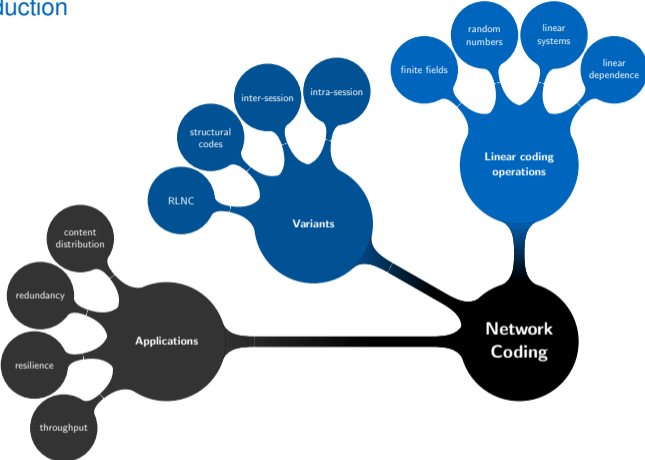 duction
random
numbers
linear
systems
finite fields
linear
dependence
Linear coding
operations
inter-session
intra-session
structural
codes
RLNC
Variants
content
distribution
redundancy
resilience
throughput
Applications
Network
Coding